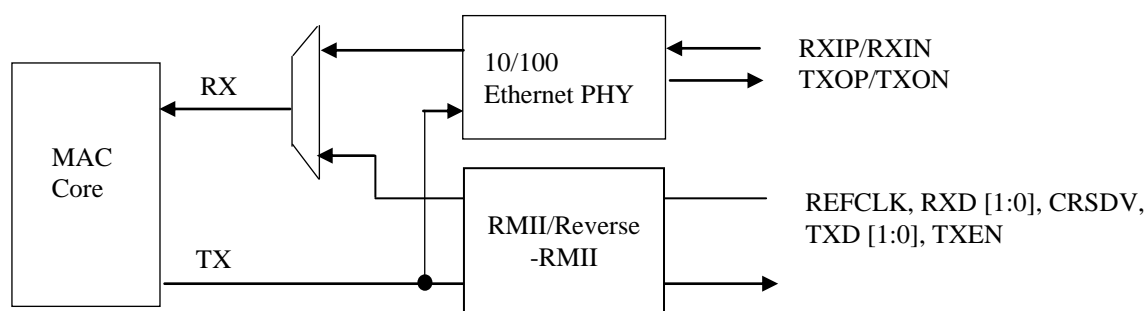 10/100
Ethernet PHY
RXIP/RXIN
TXOP/TXON
RX
MAC
Core
RMII/Reverse
-RMII
REFCLK, RXD [1:0], CRSDV,
TXD [1:0], TXEN
TX